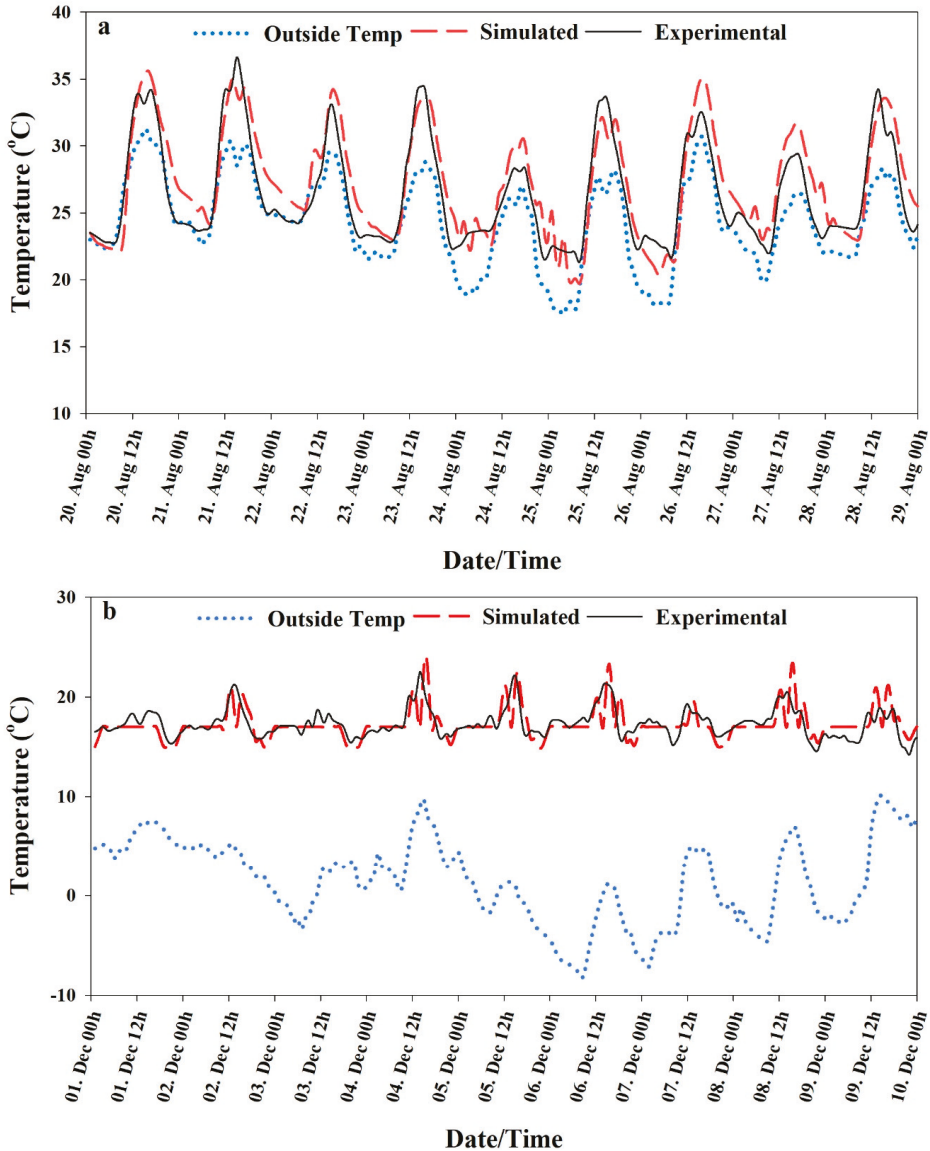 a
Outside Temp Simulated Experimental
40
35
30
25
20
15
10
Temperature (°C)
20. Aug 00h
20. Aug 12h
21. Aug 00h
21. Aug 12h
22. Aug 00h
22. Aug 12h
23. Aug 00h
23. Aug 12h
24. Aug 00h
24. Aug 12h
25. Aug 00h
25. Aug 12h
26. Aug 00h
26. Aug 12h
27. Aug 00h
27. Aug 12h
28. Aug 00h
28. Aug 12h
29. Aug 00h
Date/Time
b
Outside Temp Simulated Experimental
30
20
10
0
-10
Temperature (°C)
01. Dec 00h
01. Dec 12h
02. Dec 00h
02. Dec 12h
03. Dec 00h
03. Dec 12h
04. Dec 00h
04. Dec 12h
05. Dec 00h
05. Dec 12h
06. Dec 00h
06. Dec 12h
07. Dec 00h
07. Dec 12h
08. Dec 00h
08. Dec 12h
09. Dec 00h
09. Dec 12h
10. Dec 00h
Date/Time